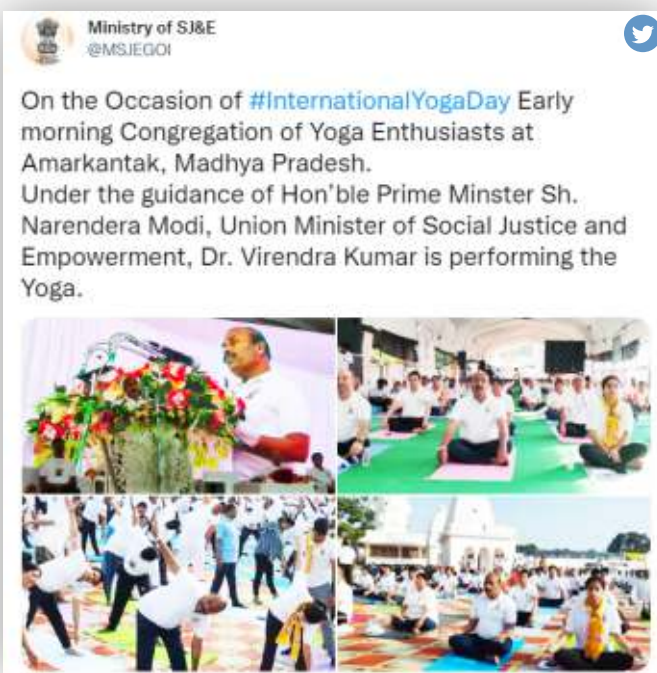 Ministry of SJ&E
@MSJEGOI
On the Occasion of #InternationalYogaDay Early
morning Congregation of Yoga Enthusiasts at
Amarkantak, Madhya Pradesh.
Under the guidance of Hon'ble Prime Minster Sh.
Narendera Modi, Union Minister of Social Justice and
Empowerment, Dr. Virendra Kumar is performing the
Yoga.